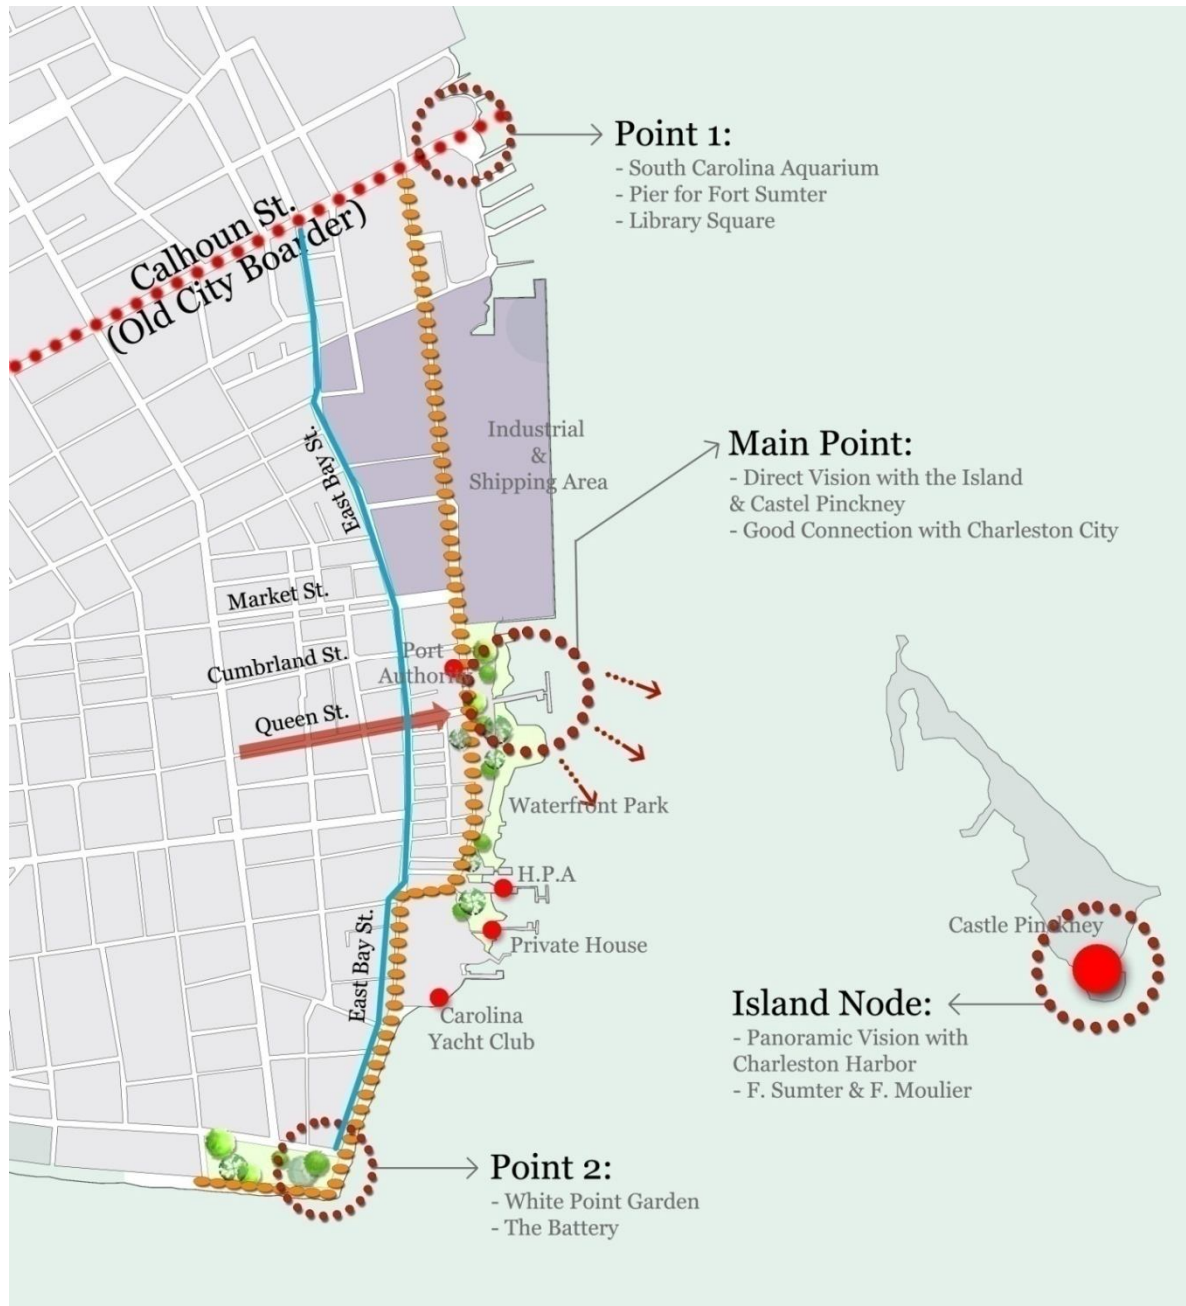 Point 1:
- South Carolina Aquarium
- Pier for Fort Sumter
- Library Square
Calhoun St.
(Old City Boarder)
Industrial
&
Shipping Area
Main Point:
- Direct Vision with the Island
& Castel Pinckney
- Good Connection with Charleston City
East Bay St.
Market St.
Cumbrland St.
Port
Authority
Queen St.
Waterfront Park
H.P.A
Castle Pinckney
East Bay St.
Private House
Island Node:
- Panoramic Vision with
Charleston Harbor
- F. Sumter & F. Moulier
Carolina
Yacht Club
Point 2:
- White Point Garden
- The Battery